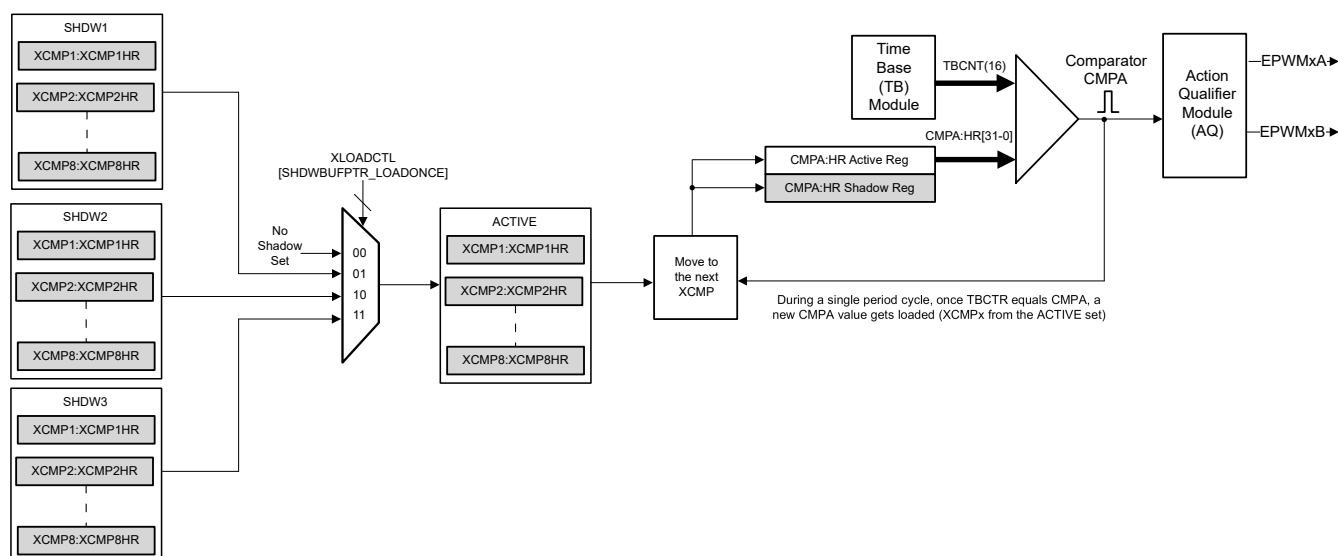 SHDW1
XCMP1:XCMP1HR
XCMP2:XCMP2HR
XCMP8:XCMP8HR
SHDW2
XCMP1:XCMP1HR
XCMP2:XCMP2HR
XCMP8:XCMP8HR
SHDW3
XCMP1:XCMP1HR
XCMP2:XCMP2HR
XCMP8:XCMP8HR
XLOADCTL
[SHDWBUFPTR_LOADONCE]
No
Shadow
Set
00
01
10
11
ACTIVE
XCMP1:XCMP1HR
XCMP2:XCMP2HR
XCMP8:XCMP8HR
Move to
the next
XCMP
Time
Base
(TB)
Module
TBCNT(16)
CMPA:HR[31-0]
CMPA:HR Active Reg
CMPA:HR Shadow Reg
Comparator
CMPA
Action
Qualifier
Module
(AQ)
EPWMxA
EPWMxB
During a single period cycle, once TBCTR equals CMPA, a
new CMPA value gets loaded (XCMPx from the ACTIVE set)